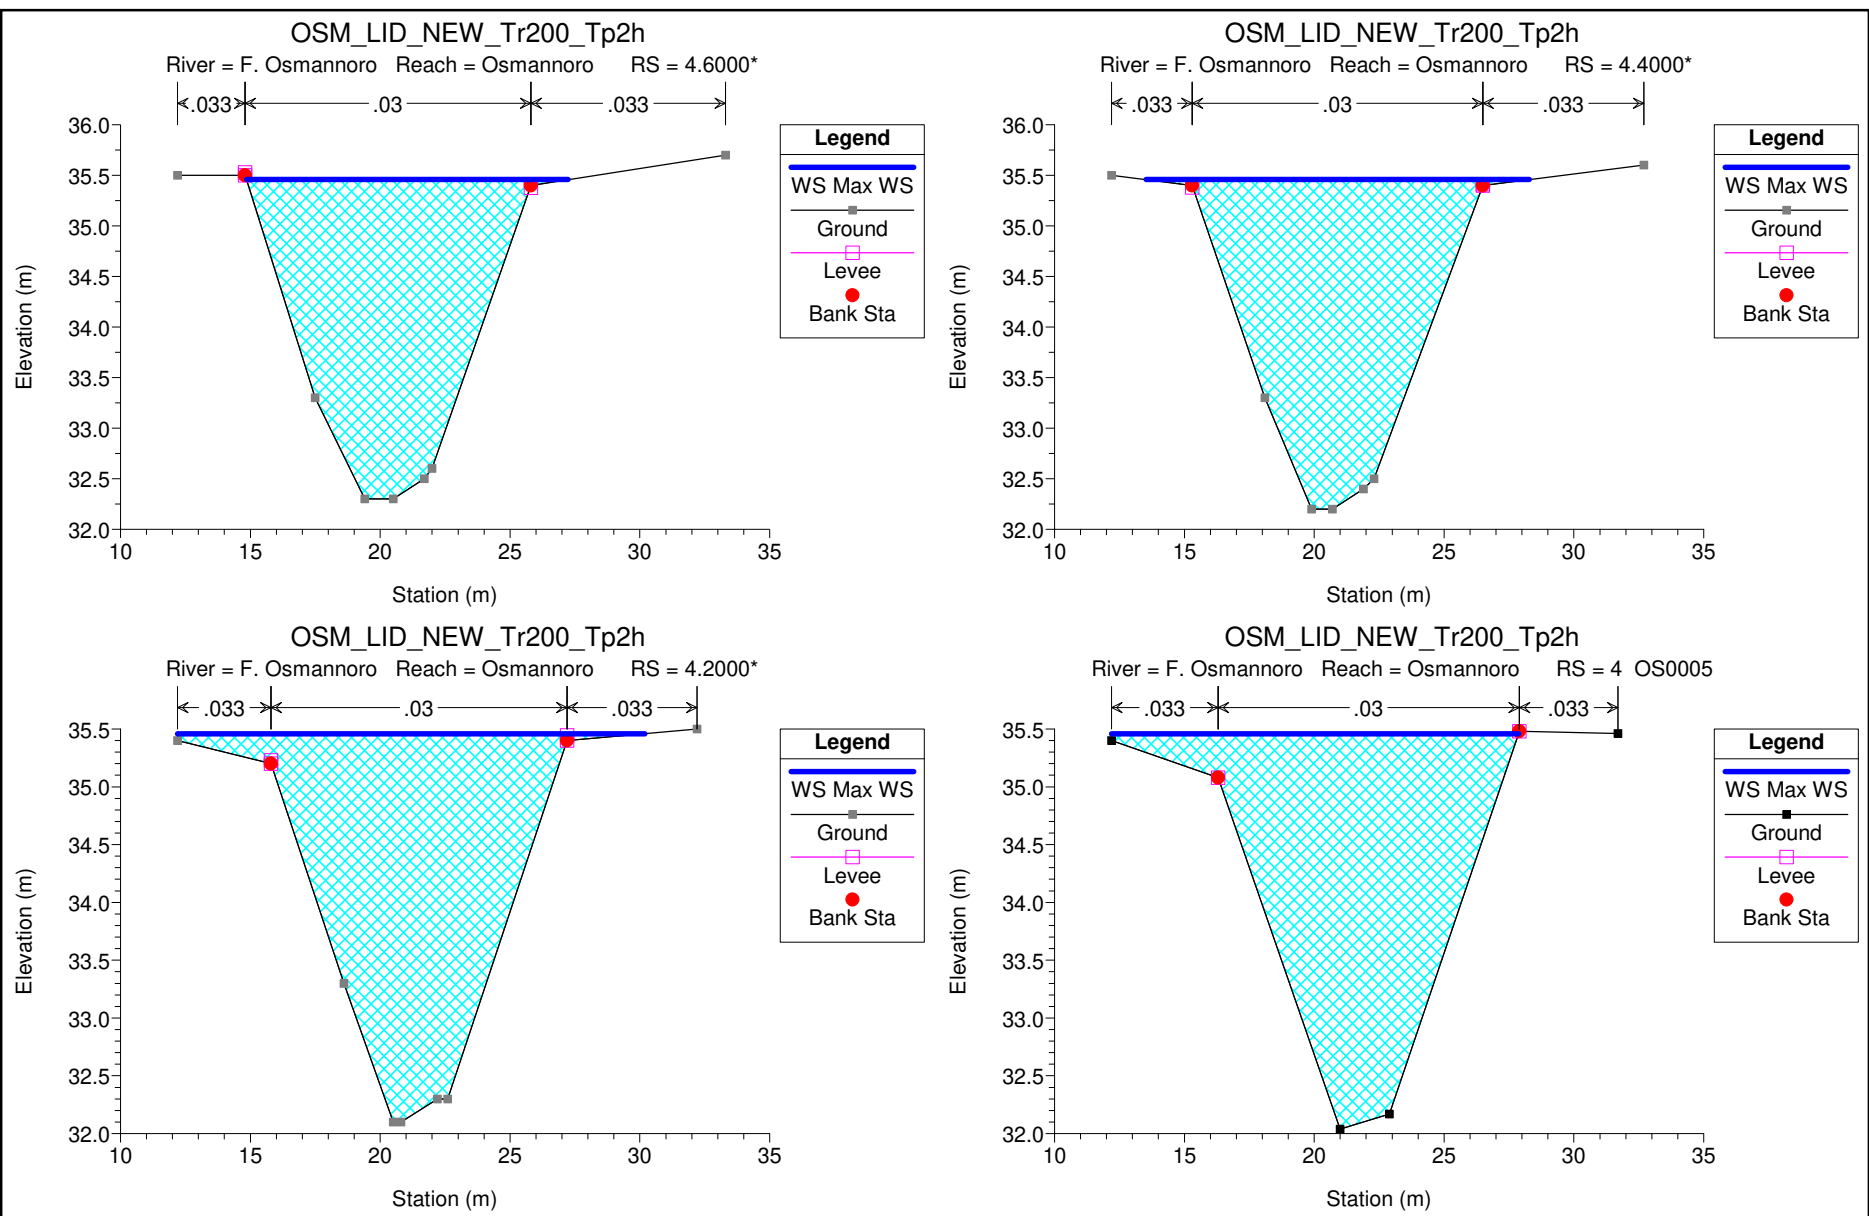 OSM_LID_NEW_Tr200_Tp2h
River = F. Osmannoro Reach = Osmannoro RS = 4.6000*
.033 .03 .033
36.0
35.5
35.0
34.5
34.0
33.5
33.0
32.5
32.0
10 15 20 25 30 35
Station (m)
Elevation (m)
Legend
WS Max WS
Ground
Levee
Bank Sta
OSM_LID_NEW_Tr200_Tp2h
River = F. Osmannoro Reach = Osmannoro RS = 4.4000*
.033 .03 .033
36.0
35.5
35.0
34.5
34.0
33.5
33.0
32.5
32.0
10 15 20 25 30 35
Station (m)
Elevation (m)
Legend
WS Max WS
Ground
Levee
Bank Sta
OSM_LID_NEW_Tr200_Tp2h
River = F. Osmannoro Reach = Osmannoro RS = 4.2000*
.033 .03 .033
35.5
35.0
34.5
34.0
33.5
33.0
32.5
32.0
10 15 20 25 30 35
Station (m)
Elevation (m)
Legend
WS Max WS
Ground
Levee
Bank Sta
OSM_LID_NEW_Tr200_Tp2h
River = F. Osmannoro Reach = Osmannoro RS = 4 OS0005
.033 .03 .033
35.5
35.0
34.5
34.0
33.5
33.0
32.5
32.0
10 15 20 25 30 35
Station (m)
Elevation (m)
Legend
WS Max WS
Ground
Levee
Bank Sta